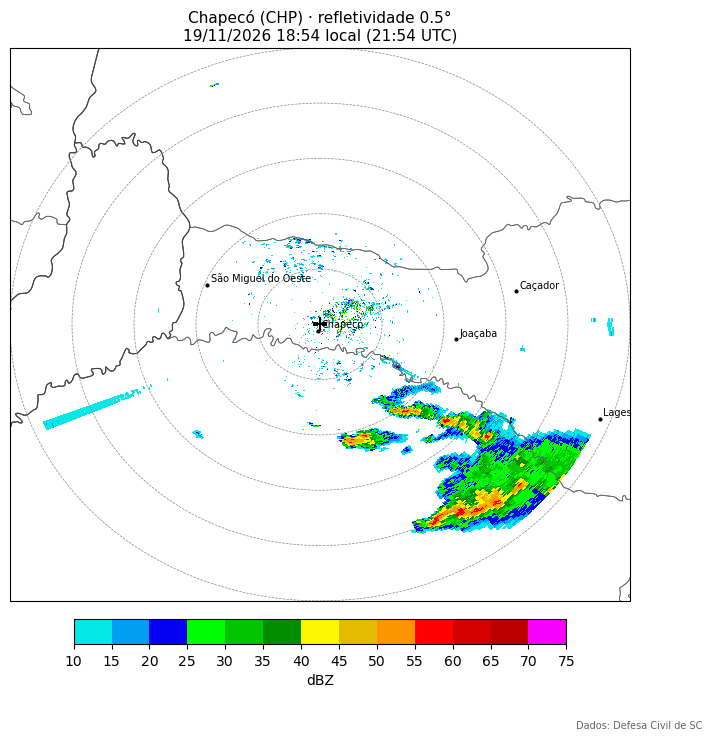 Chapecó (CHP) · refletividade 0.5°
19/11/2026 18:54 local (21:54 UTC)
São Miguel do Oeste
Caçador
Chapecó
Joaçaba
Lages
10 15 20 25 30 35 40 45 50 55 60 65 70 75
dBZ
Dados: Defesa Civil de SC